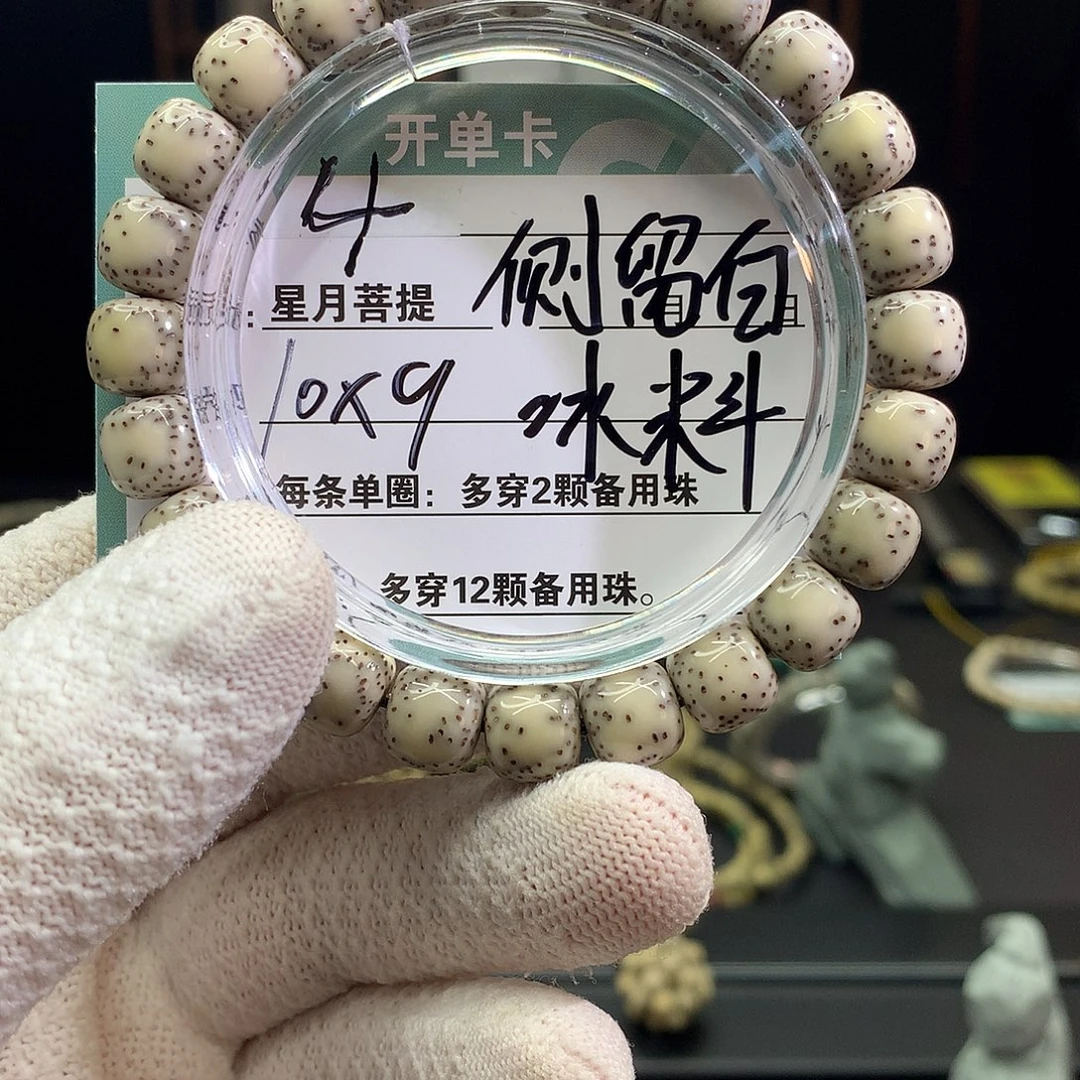 开单卡
4
侧留白
: 星月菩提
10x9
冰料
每条单圈: 多穿2颗备用珠
多穿12颗备用珠。